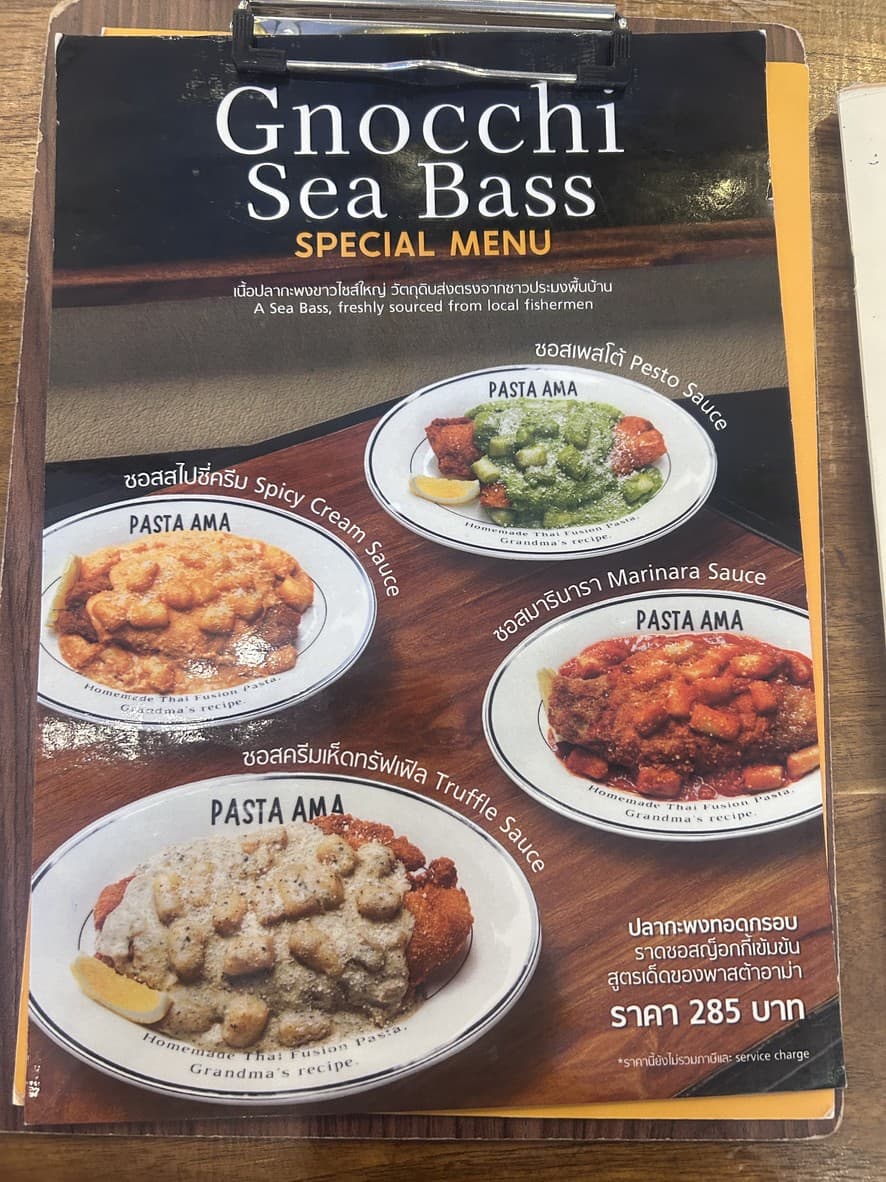 Gnocchi
Sea Bass
SPECIAL MENU
เนื้อปลากะพงขาวไซส์ใหญ่ วัตถุดิบส่งตรงจากชาวประมงพื้นบ้าน
A Sea Bass, freshly sourced from local fishermen
ซอสเพสโต้ Pesto Sauce
PASTA AMA
Homemade Thai Fusion Pasta.
Grandma's recipe.
ซอสสไปซี่ครีม Spicy Cream Sauce
PASTA AMA
Homemade Thai Fusion Pasta.
Grandma's recipe.
ซอสมารินารา Marinara Sauce
PASTA AMA
Homemade Thai Fusion Pasta.
Grandma's recipe.
ซอสครีมเห็ดทรัฟเฟิล Truffle Sauce
PASTA AMA
Homemade Thai Fusion Pasta.
Grandma's recipe.
ปลากะพงทอดกรอบ
ราดซอสญ็อกกี้เข้มข้น
สูตรเด็ดของพาสต้าอาม่า
ราคา 285 บาท
*ราคานี้ยังไม่รวมภาษีและ service charge